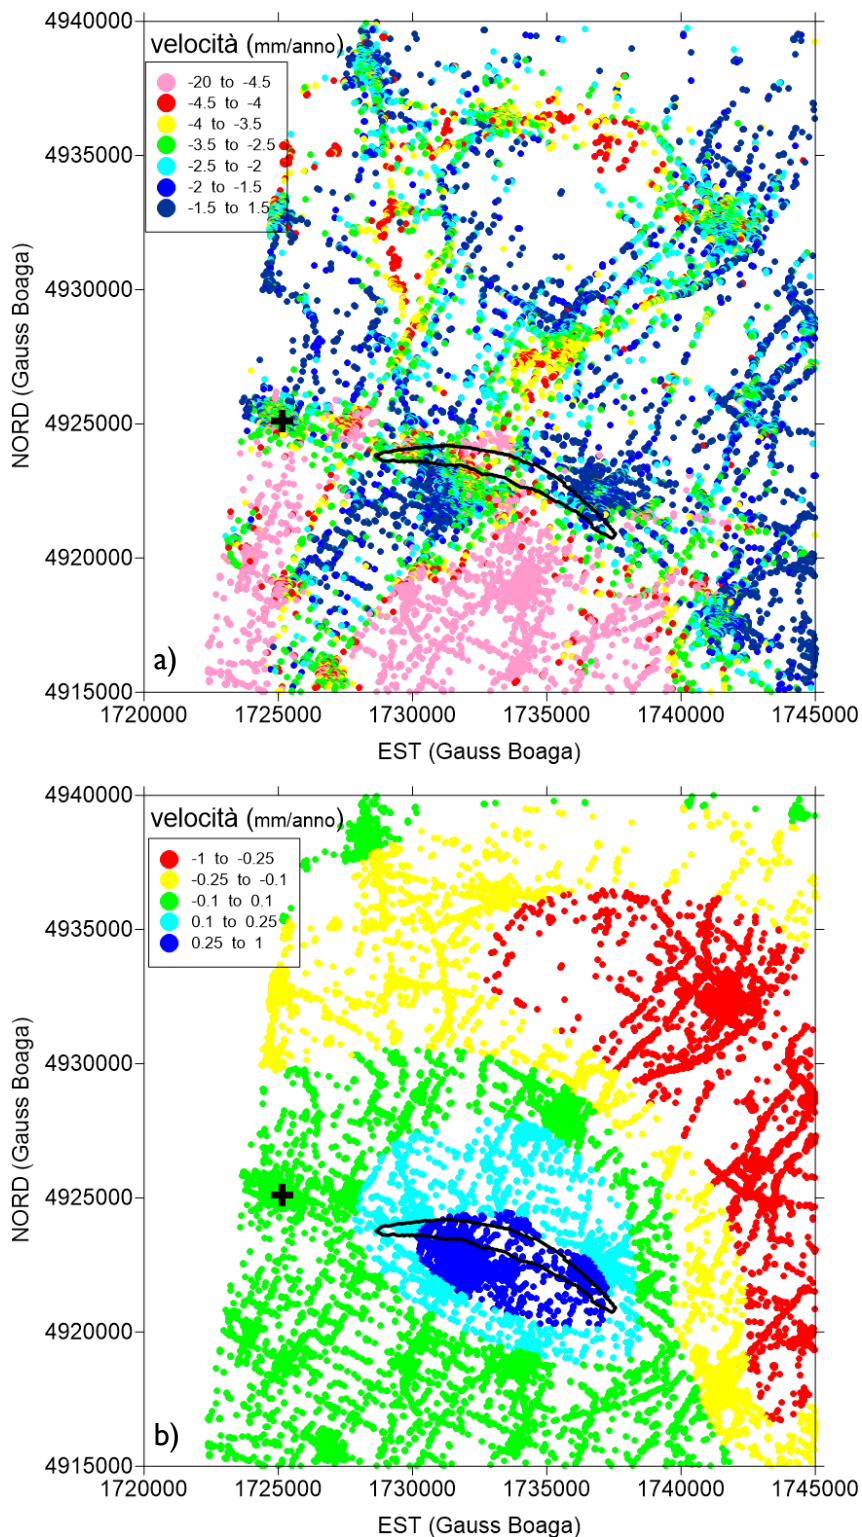 4940000
velocità (mm/anno)
-20 to -4.5
-4.5 to -4
-4 to -3.5
-3.5 to -2.5
-2.5 to -2
-2 to -1.5
-1.5 to 1.5
4935000
4930000
4925000
4920000
4915000
NORD (Gauss Boaga)
a)
1720000 1725000 1730000 1735000 1740000 1745000
EST (Gauss Boaga)
4940000
velocità (mm/anno)
-1 to -0.25
-0.25 to -0.1
-0.1 to 0.1
0.1 to 0.25
0.25 to 1
4935000
4930000
4925000
4920000
4915000
NORD (Gauss Boaga)
b)
1720000 1725000 1730000 1735000 1740000 1745000
EST (Gauss Boaga)